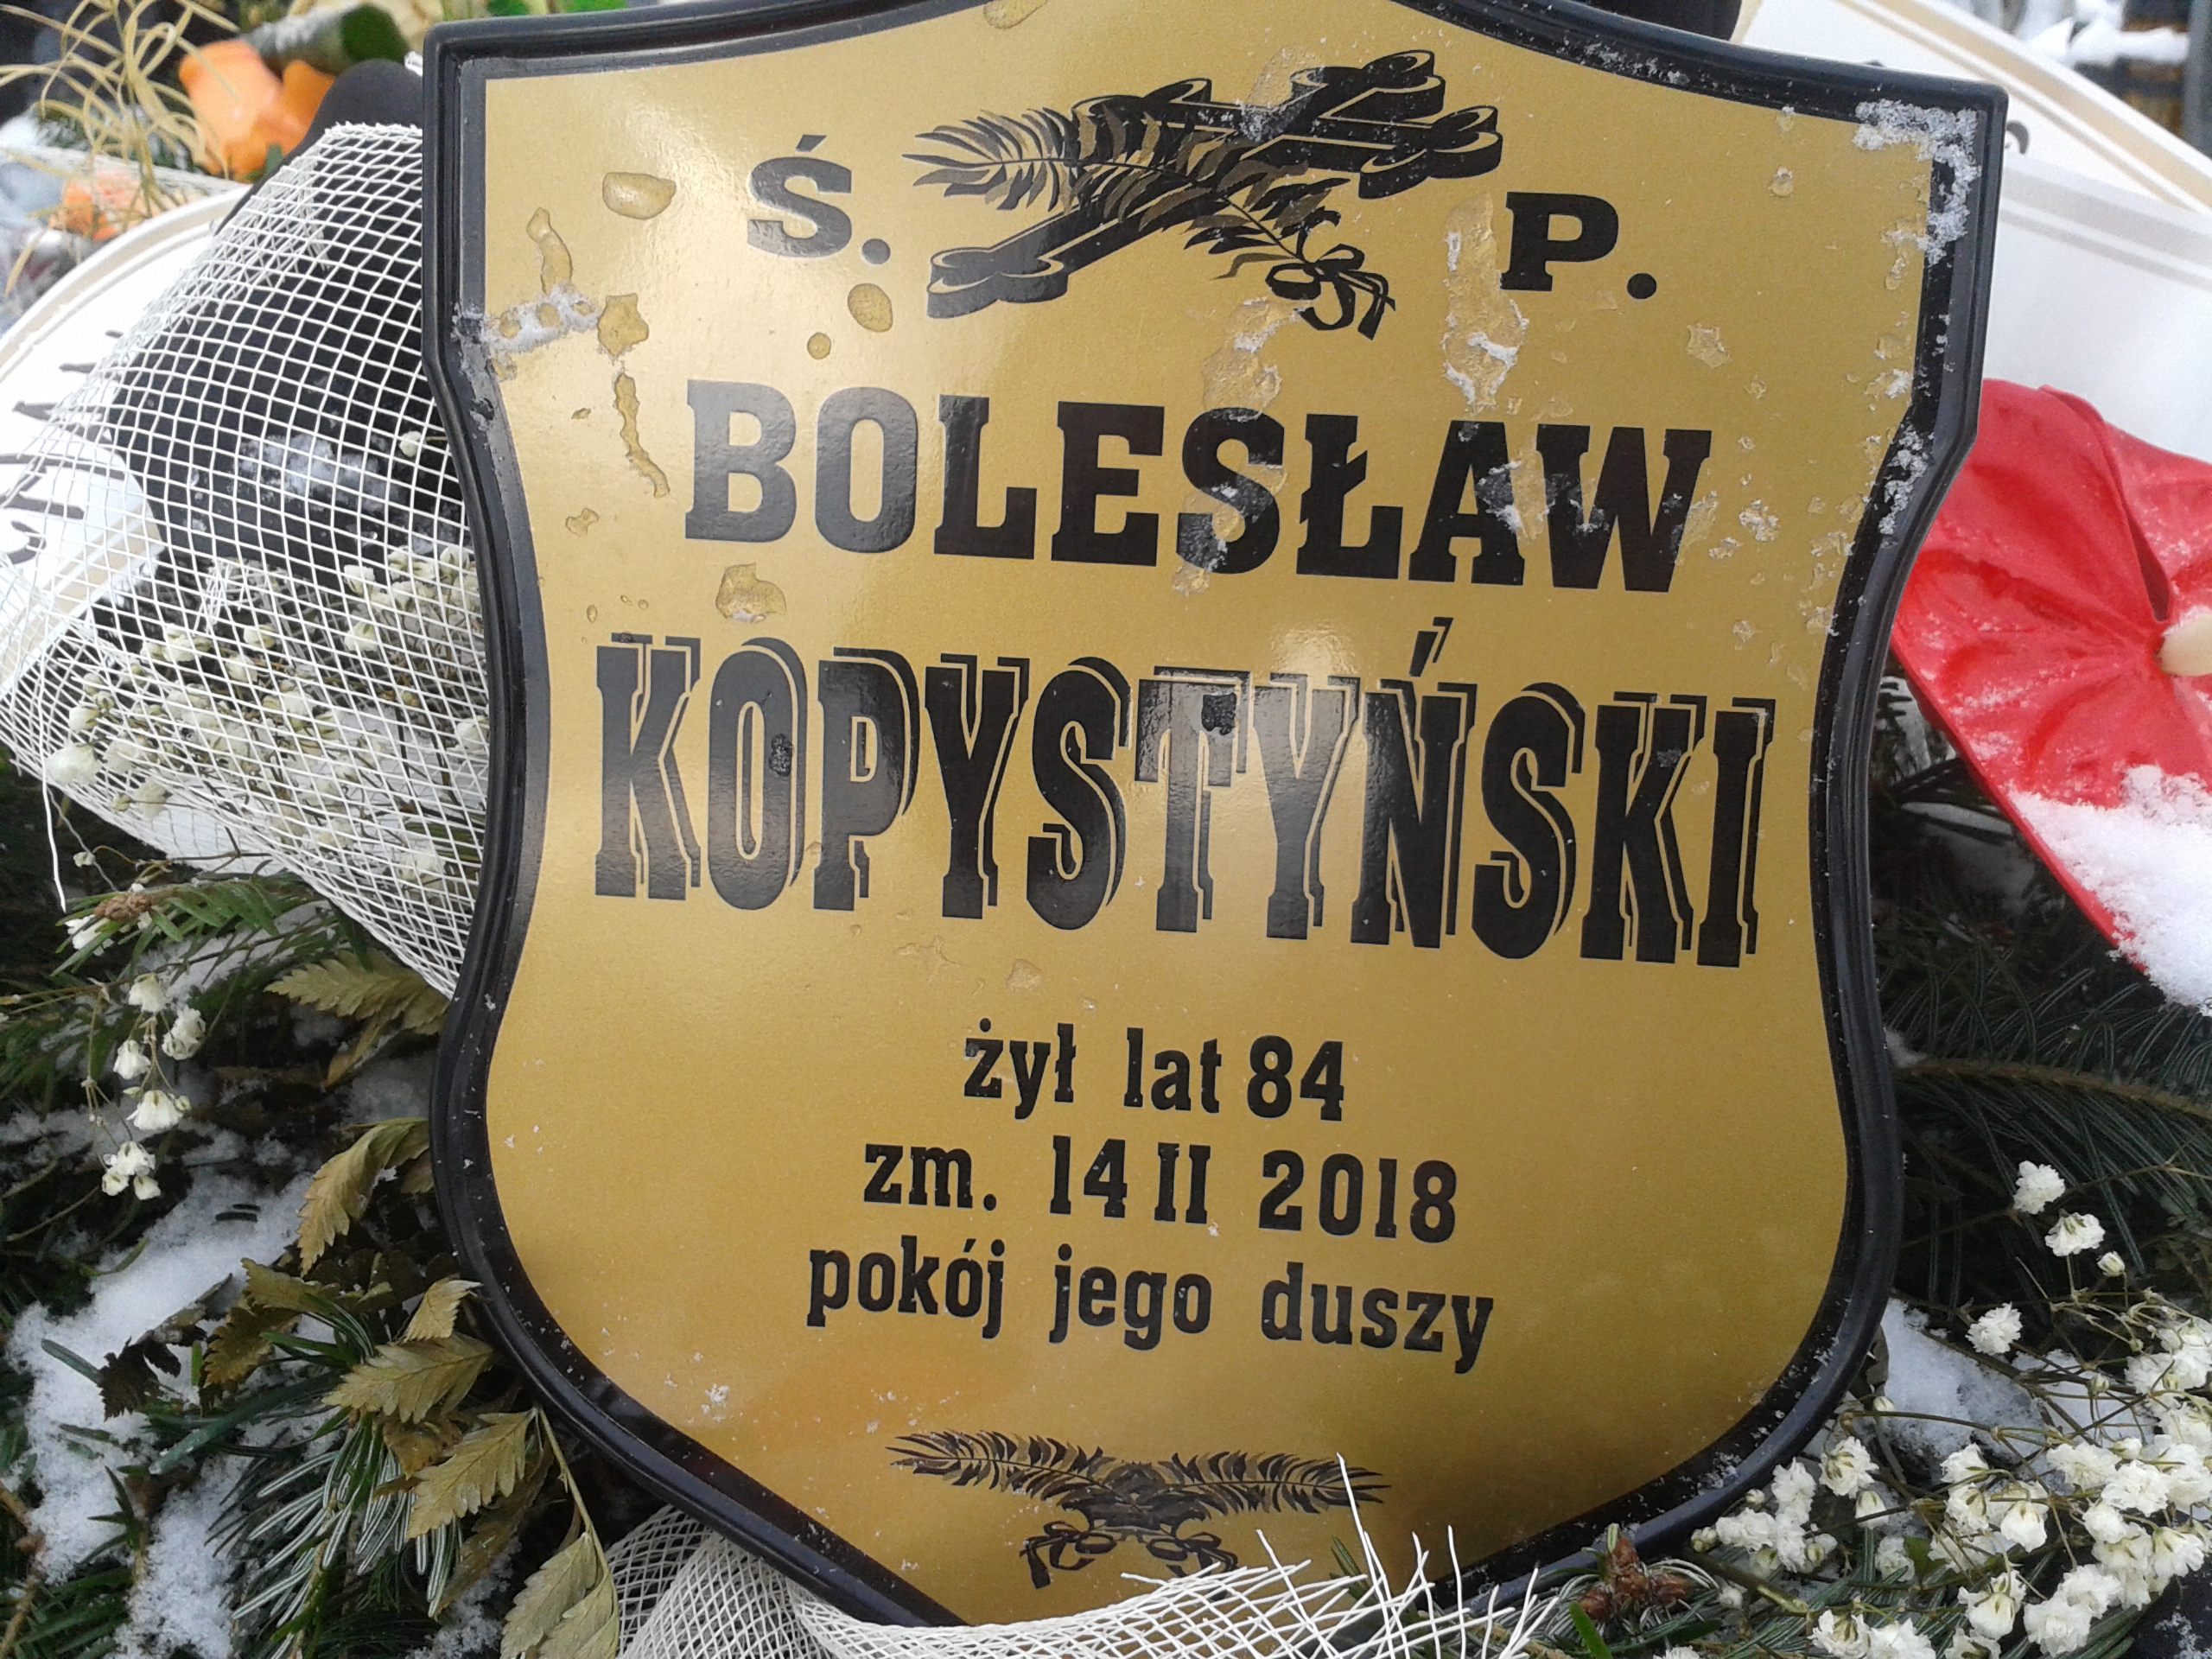 Ś. P.
BOLESŁAW
KOPYSTYŃSKI
żył lat 84
zm. 14 II 2018
pokój jego duszy